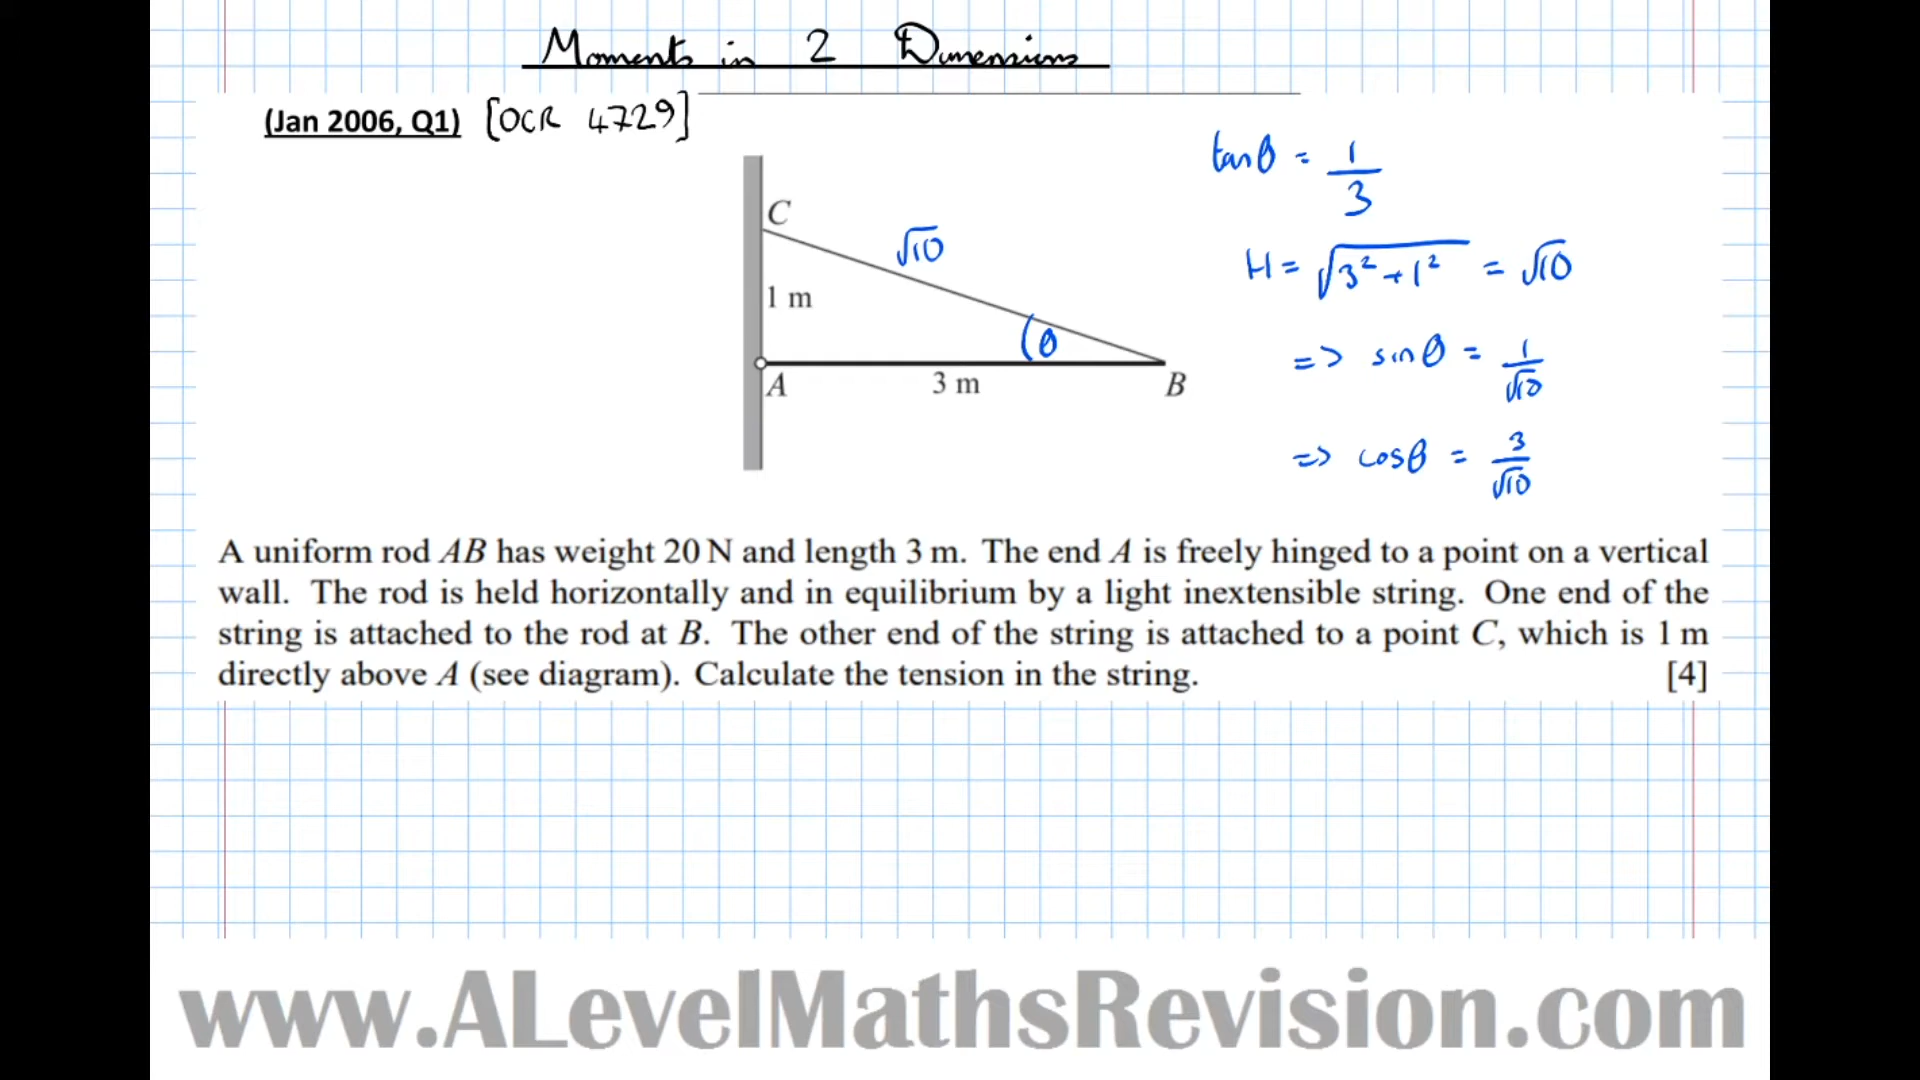 Moments in 2 Dimensions
(Jan 2006, Q1) [OCR 4729]
tanθ = 1/3
C
√10
H = √3²+1² = √10
1 m
θ
=> sinθ = 1/√10
A
3 m
B
=> cosθ = 3/√10
A uniform rod AB has weight 20 N and length 3 m. The end A is freely hinged to a point on a vertical
wall. The rod is held horizontally and in equilibrium by a light inextensible string. One end of the
string is attached to the rod at B. The other end of the string is attached to a point C, which is 1 m
directly above A (see diagram). Calculate the tension in the string. [4]
www.ALevelMathsRevision.com